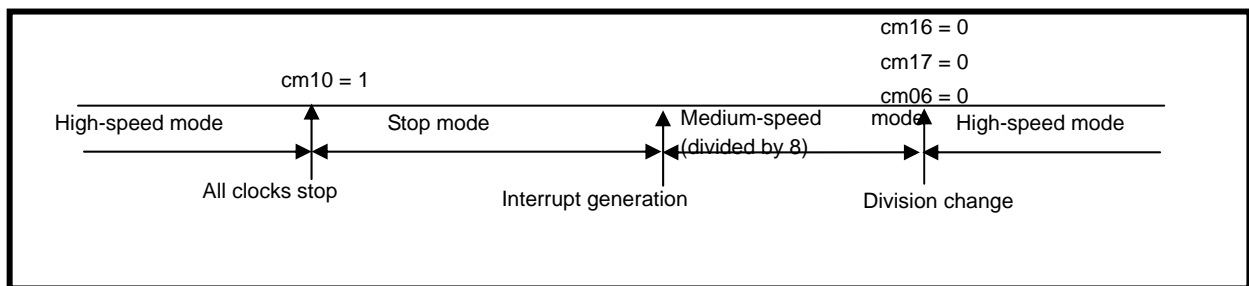 cm16 = 0
cm17 = 0
cm10 = 1
cm06 = 0
High-speed mode
Stop mode
Medium-speed mode
(divided by 8)
High-speed mode
All clocks stop
Interrupt generation
Division change